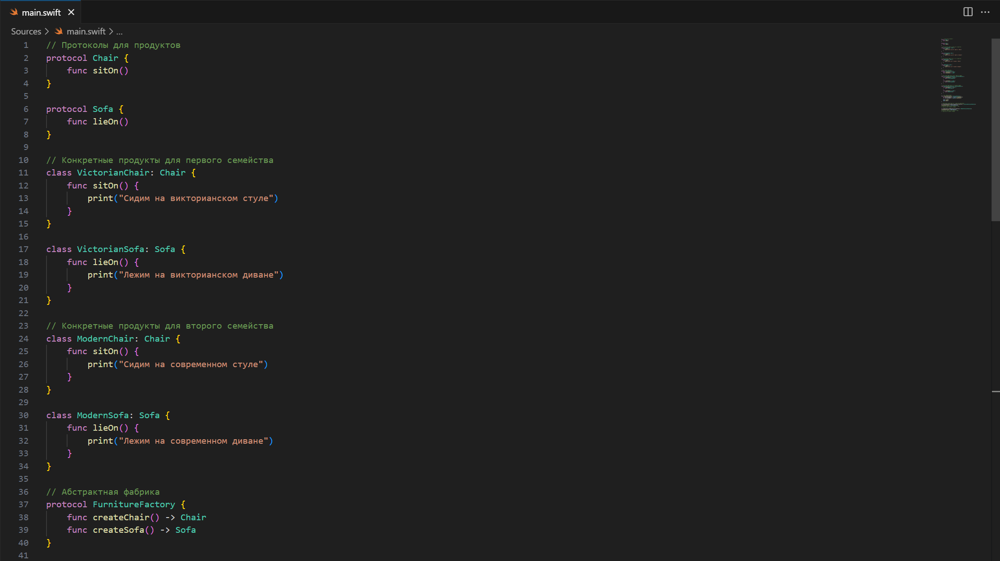 main.swift
Sources > main.swift > ...
1 // Протоколы для продуктов
2 protocol Chair {
3     func sitOn()
4 }
5
6 protocol Sofa {
7     func lieOn()
8 }
9
10 // Конкретные продукты для первого семейства
11 class VictorianChair: Chair {
12     func sitOn() {
13         print("Сидим на викторианском стуле")
14     }
15 }
16
17 class VictorianSofa: Sofa {
18     func lieOn() {
19         print("Лежим на викторианском диване")
20     }
21 }
22
23 // Конкретные продукты для второго семейства
24 class ModernChair: Chair {
25     func sitOn() {
26         print("Сидим на современном стуле")
27     }
28 }
29
30 class ModernSofa: Sofa {
31     func lieOn() {
32         print("Лежим на современном диване")
33     }
34 }
35
36 // Абстрактная фабрика
37 protocol FurnitureFactory {
38     func createChair() -> Chair
39     func createSofa() -> Sofa
40 }
41